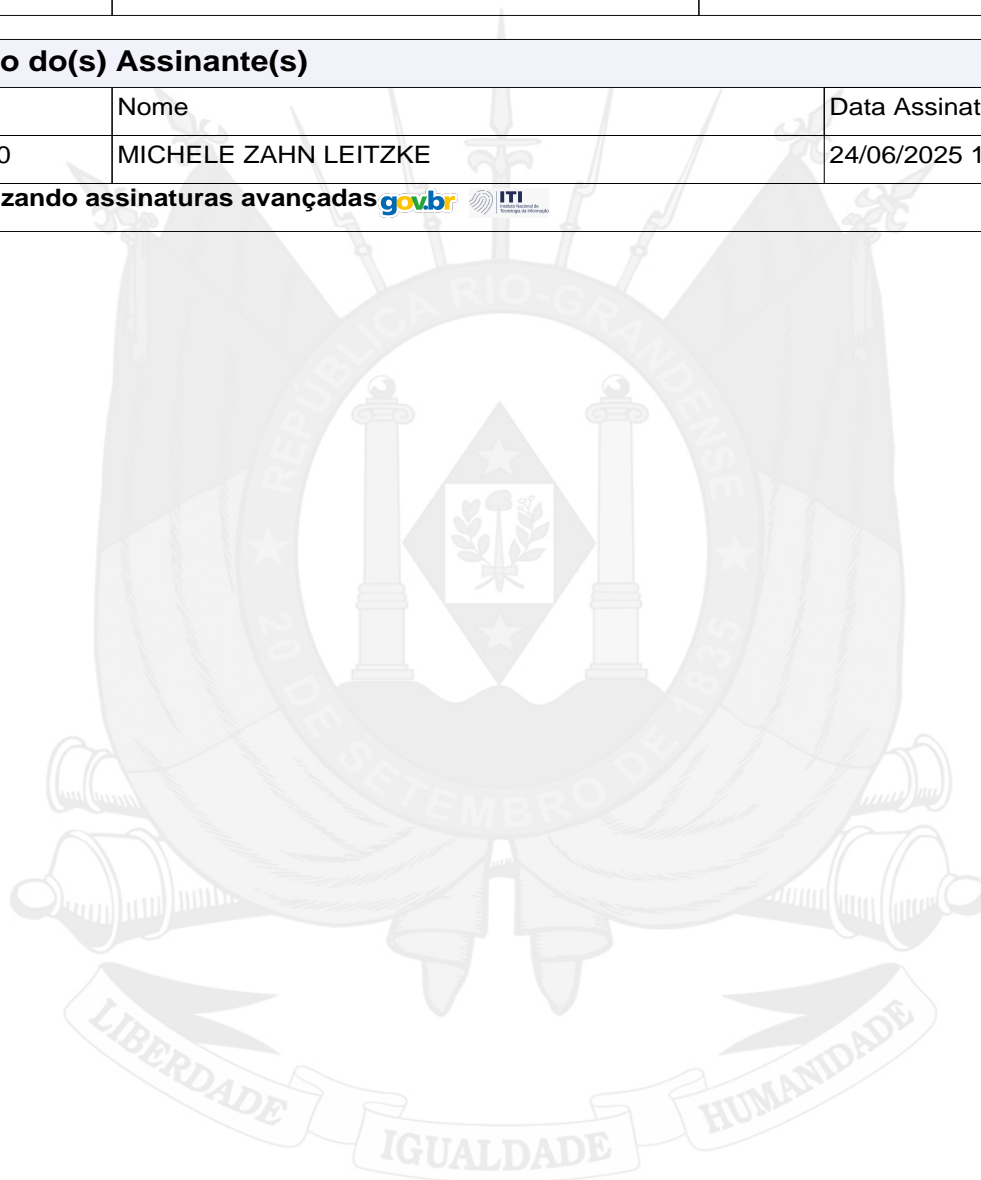 o do(s) Assinante(s)
Nome Data Assinat
0 MICHELE ZAHN LEITZKE 24/06/2025 1
zando assinaturas avançadas gov.br ITI
REPÚBLICA RIO-GRANDENSE
20 DE SETEMBRO DE 1835
LIBERDADE IGUALDADE HUMANIDADE